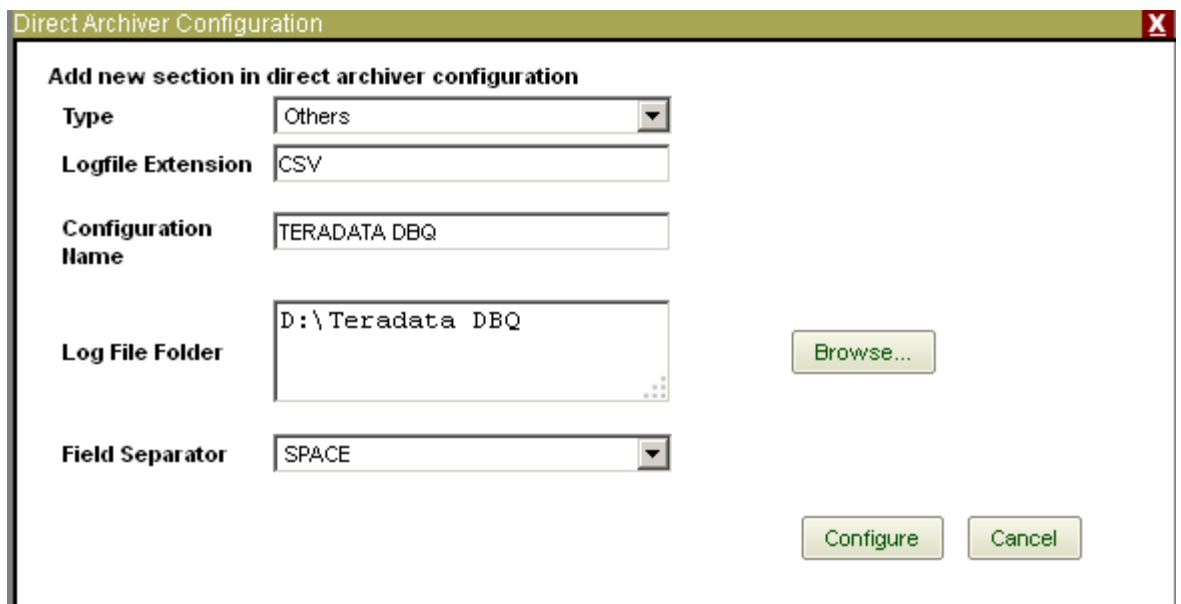 Direct Archiver Configuration X
Add new section in direct archiver configuration
Type Others
Logfile Extension CSV
Configuration
Name
TERADATA DBQ
Log File Folder
D:\Teradata DBQ
Browse...
Field Separator SPACE
Configure Cancel